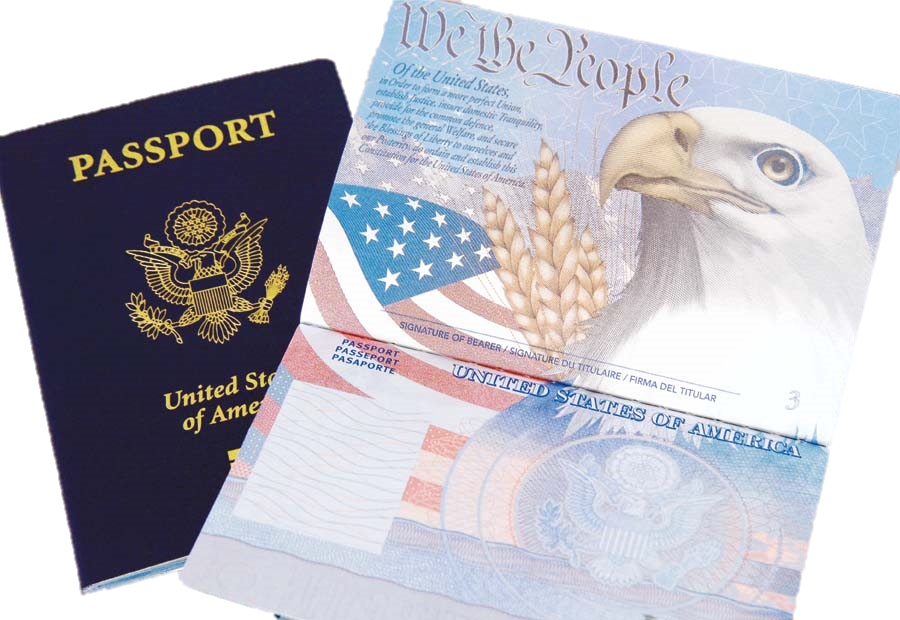 PASSPORT
United Sta
of Ame
We the People
Of the United States,
in Order to form a more perfect Union,
establish Justice, insure domestic Tranquility,
provide for the common defence,
promote the general Welfare, and secure
the Blessings of Liberty to ourselves and
our Posterity, do ordain and establish this
Constitution for the United States of America.
SIGNATURE OF BEARER / SIGNATURE DU TITULAIRE / FIRMA DEL TITULAR
3
PASSPORT
PASSEPORT
PASAPORTE
UNITED STATES OF AMERICA